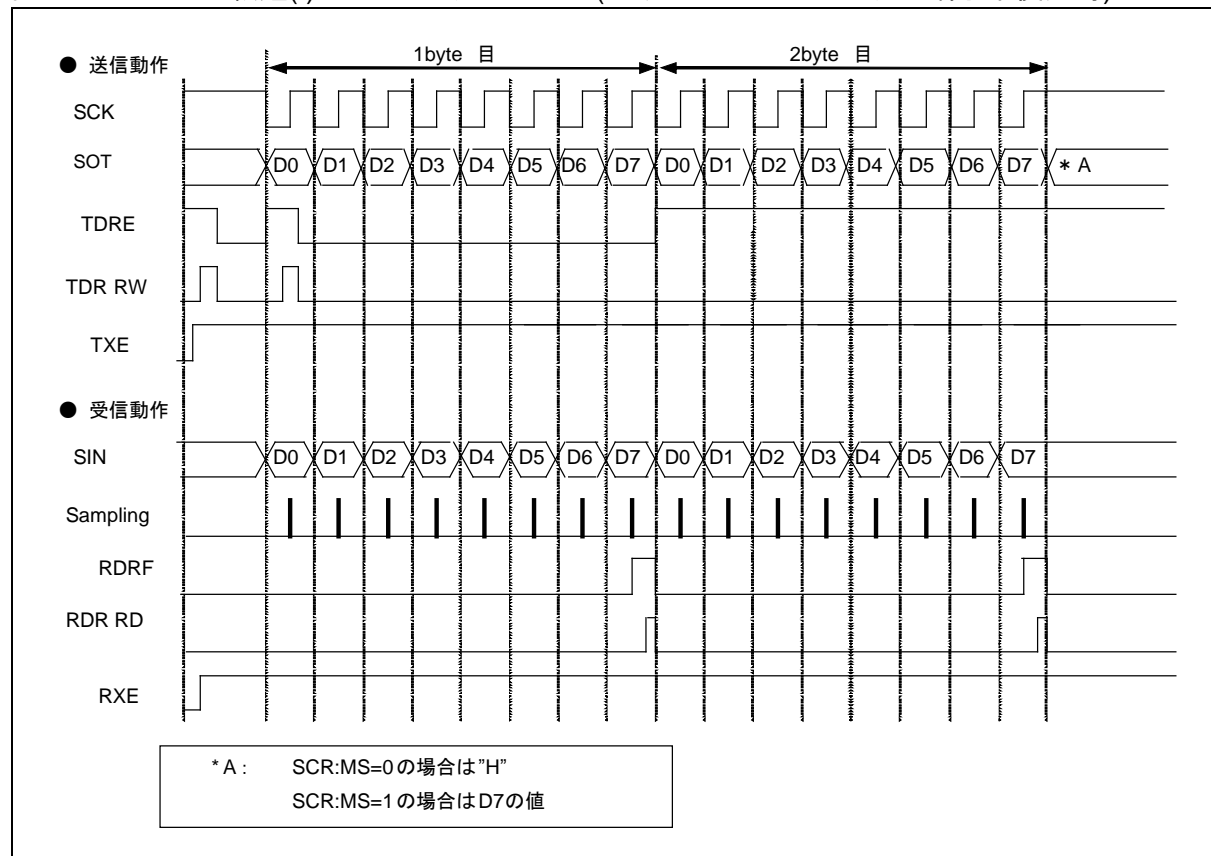 1byte 目 2byte 目
● 送信動作
SCK
SOT D0 D1 D2 D3 D4 D5 D6 D7 D0 D1 D2 D3 D4 D5 D6 D7 * A
TDRE
TDR RW
TXE
● 受信動作
SIN D0 D1 D2 D3 D4 D5 D6 D7 D0 D1 D2 D3 D4 D5 D6 D7
Sampling
RDRF
RDR RD
RXE
* A : SCR:MS=0の場合は"H"
SCR:MS=1の場合はD7の値